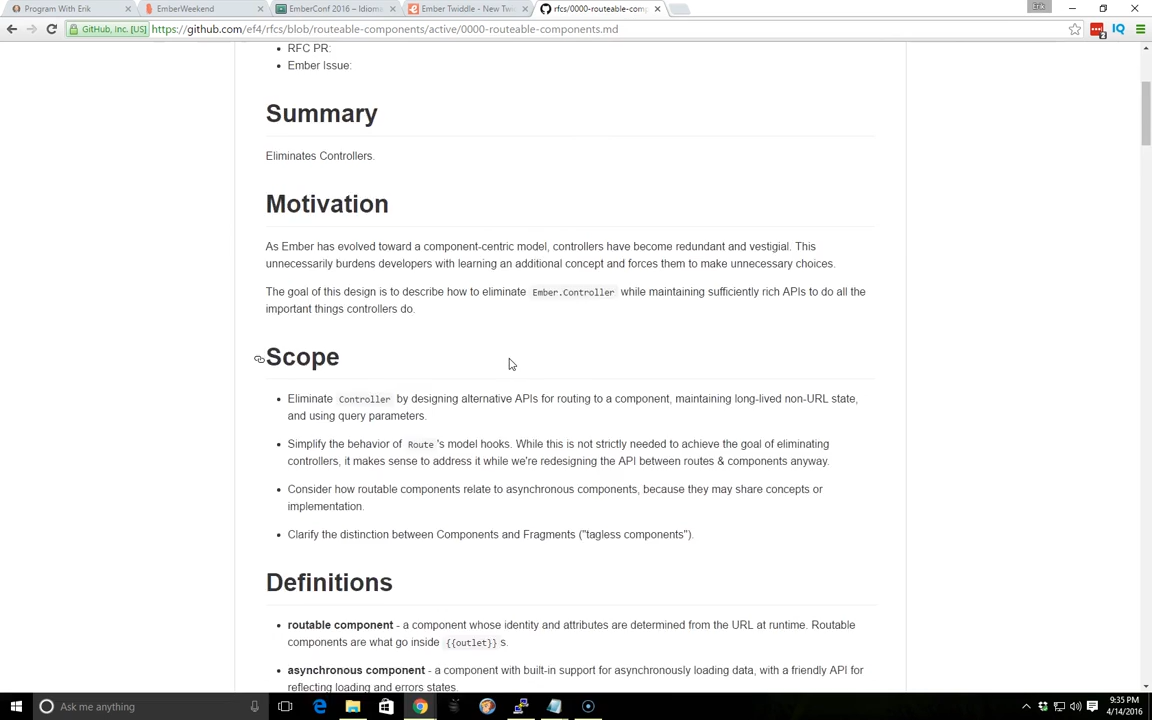 Program With Erik
EmberWeekend
EmberConf 2016 – Idioms
Ember Twiddle - New Tw
rfcs/0000-routeable-comp
Erik
GitHub, Inc. [US]
https://github.com/ef4/rfcs/blob/routeable-components/active/0000-routeable-components.md
RFC PR:
Ember Issue:
Summary
Eliminates Controllers.
Motivation
As Ember has evolved toward a component-centric model, controllers have become redundant and vestigial. This
unnecessarily burdens developers with learning an additional concept and forces them to make unnecessary choices.
The goal of this design is to describe how to eliminate Ember.Controller while maintaining sufficiently rich APIs to do all the
important things controllers do.
Scope
Eliminate Controller by designing alternative APIs for routing to a component, maintaining long-lived non-URL state,
and using query parameters.
Simplify the behavior of Route 's model hooks. While this is not strictly needed to achieve the goal of eliminating
controllers, it makes sense to address it while we're redesigning the API between routes & components anyway.
Consider how routable components relate to asynchronous components, because they may share concepts or
implementation.
Clarify the distinction between Components and Fragments ("tagless components").
Definitions
routable component - a component whose identity and attributes are determined from the URL at runtime. Routable
components are what go inside {{outlet}} s.
asynchronous component - a component with built-in support for asynchronously loading data, with a friendly API for
reflecting loading and errors states.
Ask me anything
9:35 PM
4/14/2016